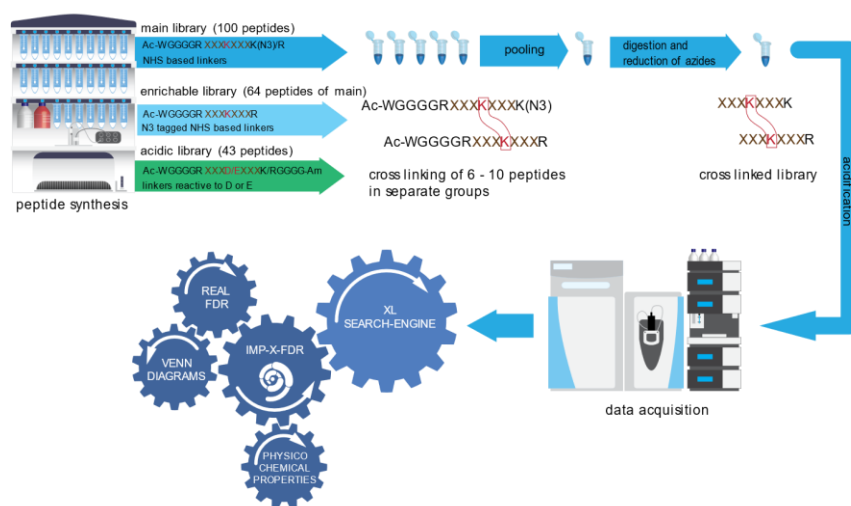 main library (100 peptides)
Ac-WGGGGR XXXKXXXK(N3)/R
NHS based linkers
enrichable library (64 peptides of main)
Ac-WGGGGR XXXKXXXR
N3 tagged NHS based linkers
acidic library (43 peptides)
Ac-WGGGGR XXXD/EXXXK/RGGGG-Am
linkers reactive to D or E
peptide synthesis
pooling
digestion and
reduction of azides
Ac-WGGGGR XXXKXXXK(N3)
Ac-WGGGGR XXXKXXXR
cross linking of 6 - 10 peptides
in separate groups
XXXKXXXK
XXXKXXXR
cross linked library
acidification
data acquisition
XL
SEARCH-ENGINE
REAL
FDR
IMP-X-FDR
VENN
DIAGRAMS
PHYSICO
CHEMICAL
PROPERTIES